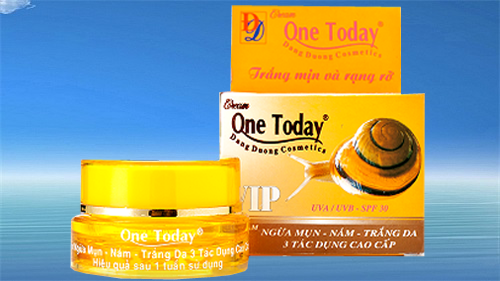 DD
Cream
One Today®
Dang Duong Cosmetics
Trắng mịn và rạng rỡ
Cream
One Today®
Dang Duong Cosmetics
VIP
UVA / UVB - SPF 30
NGỪA MỤN - NÁM - TRẮNG DA
3 TÁC DỤNG CAO CẤP
One Today®
Ngừa Mụn - Nám - Trắng Da 3 Tác Dụng Cao
Hiệu quả sau 1 tuần sử dụng